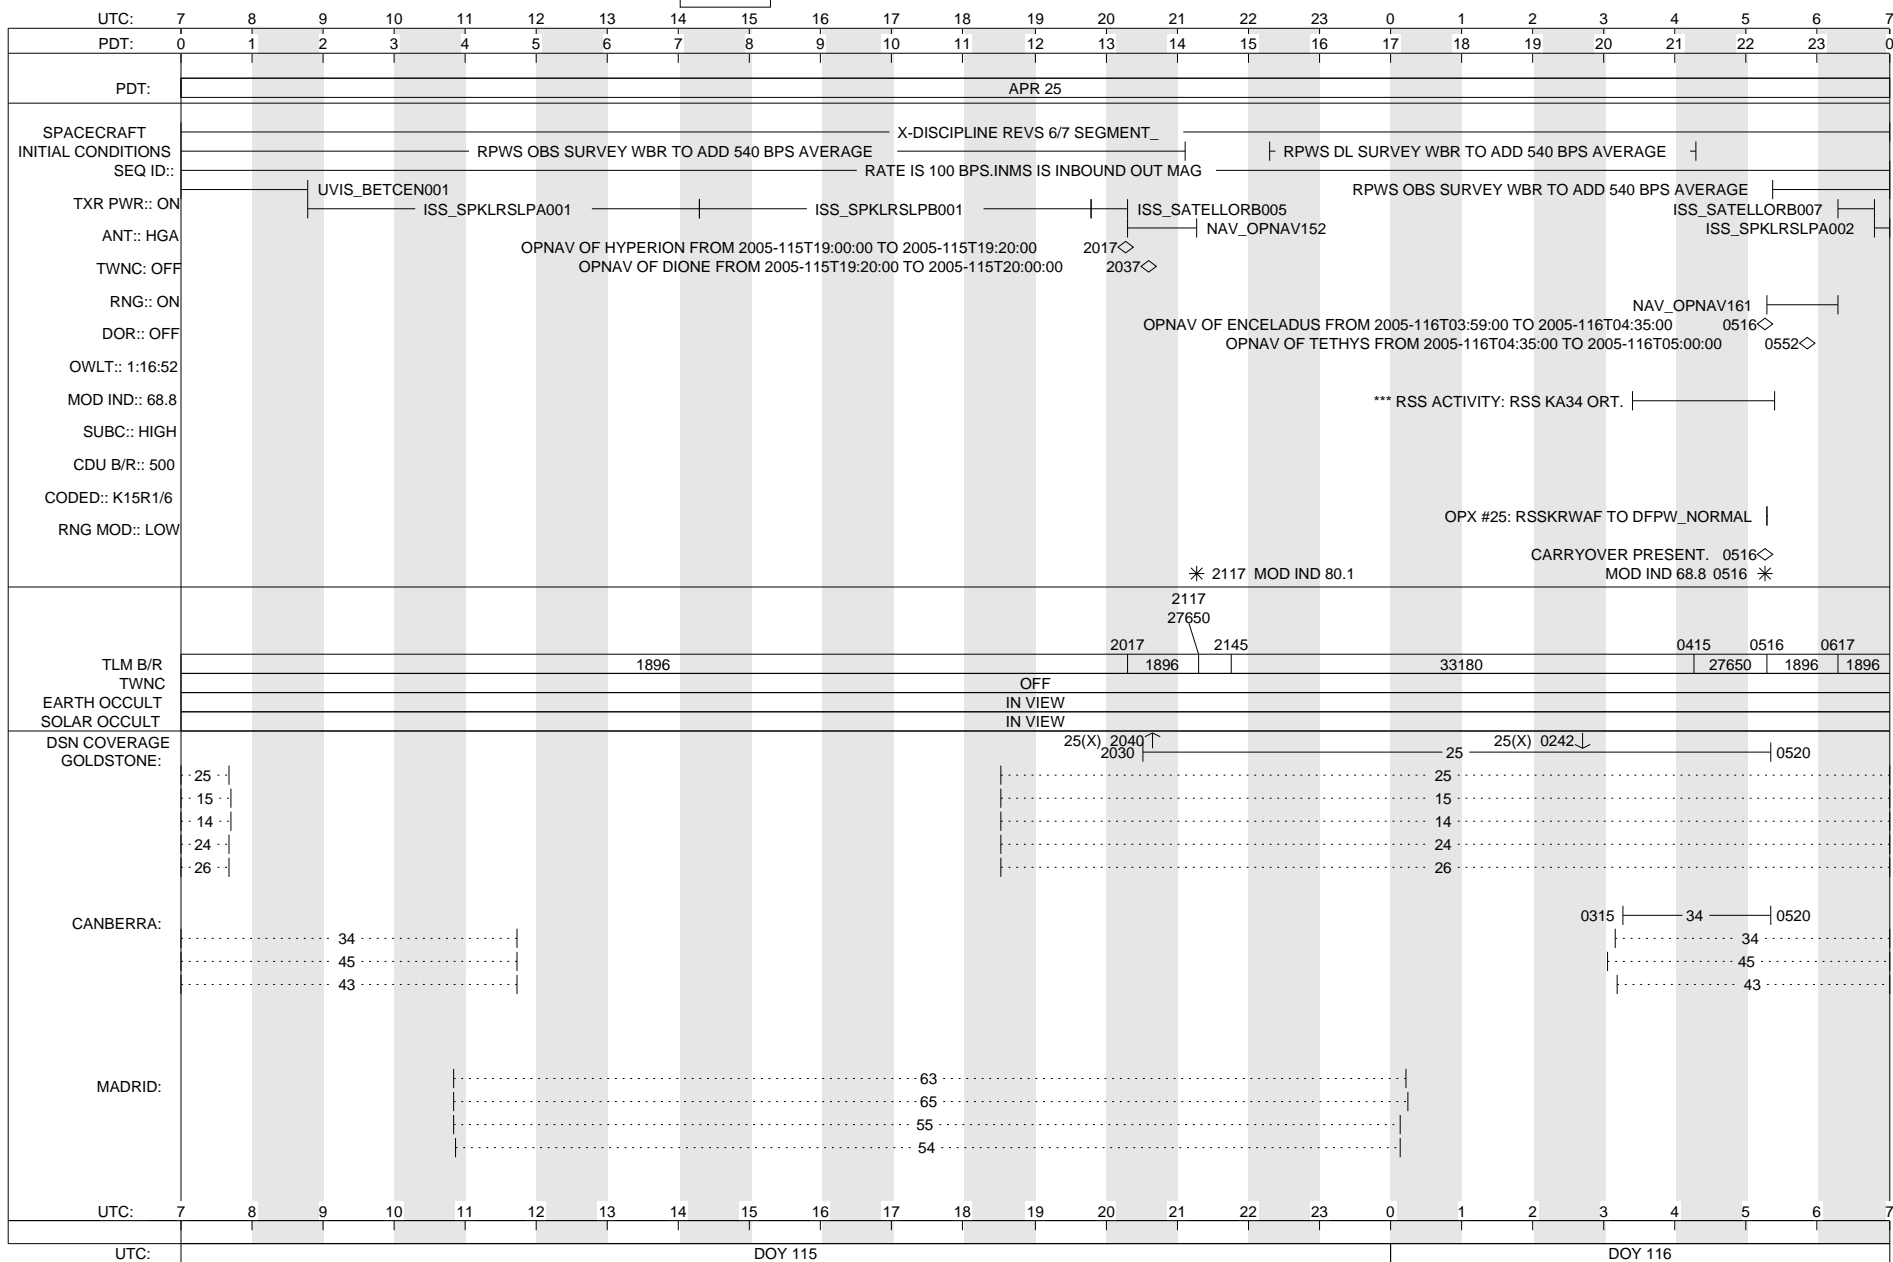 UTC: 7 8 9 10 11 12 13 14 15 16 17 18 19 20 21 22 23 0 1 2 3 4 5 6 7
PDT: 0 1 2 3 4 5 6 7 8 9 10 11 12 13 14 15 16 17 18 19 20 21 22 23 0
PDT: APR 25
SPACECRAFT X-DISCIPLINE REVS 6/7 SEGMENT_
INITIAL CONDITIONS RPWS OBS SURVEY WBR TO ADD 540 BPS AVERAGE RPWS DL SURVEY WBR TO ADD 540 BPS AVERAGE
SEQ ID:: RATE IS 100 BPS.INMS IS INBOUND OUT MAG
UVIS_BETCEN001 RPWS OBS SURVEY WBR TO ADD 540 BPS AVERAGE
TXR PWR:: ON ISS_SPKLRSLPA001 ISS_SPKLRSLPB001 ISS_SATELLORB005 ISS_SATELLORB007
ANT:: HGA NAV_OPNAV152 ISS_SPKLRSLPA002
OPNAV OF HYPERION FROM 2005-115T19:00:00 TO 2005-115T19:20:00 2017
TWNC: OFF OPNAV OF DIONE FROM 2005-115T19:20:00 TO 2005-115T20:00:00 2037
RNG:: ON NAV_OPNAV161
OPNAV OF ENCELADUS FROM 2005-116T03:59:00 TO 2005-116T04:35:00 0516
DOR:: OFF OPNAV OF TETHYS FROM 2005-116T04:35:00 TO 2005-116T05:00:00 0552
OWLT:: 1:16:52
MOD IND:: 68.8 *** RSS ACTIVITY: RSS KA34 ORT.
SUBC:: HIGH
CDU B/R:: 500
CODED:: K15R1/6
RNG MOD:: LOW OPX #25: RSSKRWAF TO DFPW_NORMAL
CARRYOVER PRESENT. 0516
2117 MOD IND 80.1 MOD IND 68.8 0516
2117
27650
2017 2145 0415 0516 0617
TLM B/R 1896 1896 33180 27650 1896 1896
TWNC OFF
EARTH OCCULT IN VIEW
SOLAR OCCULT IN VIEW
DSN COVERAGE 25(X) 2040 25(X) 0242
GOLDSTONE: 2030 25 0520
25 25
15 15
14 14
24 24
26 26
CANBERRA: 0315 34 0520
34 34
45 45
43 43
MADRID: 63
65
55
54
UTC: 7 8 9 10 11 12 13 14 15 16 17 18 19 20 21 22 23 0 1 2 3 4 5 6 7
UTC: DOY 115 DOY 116